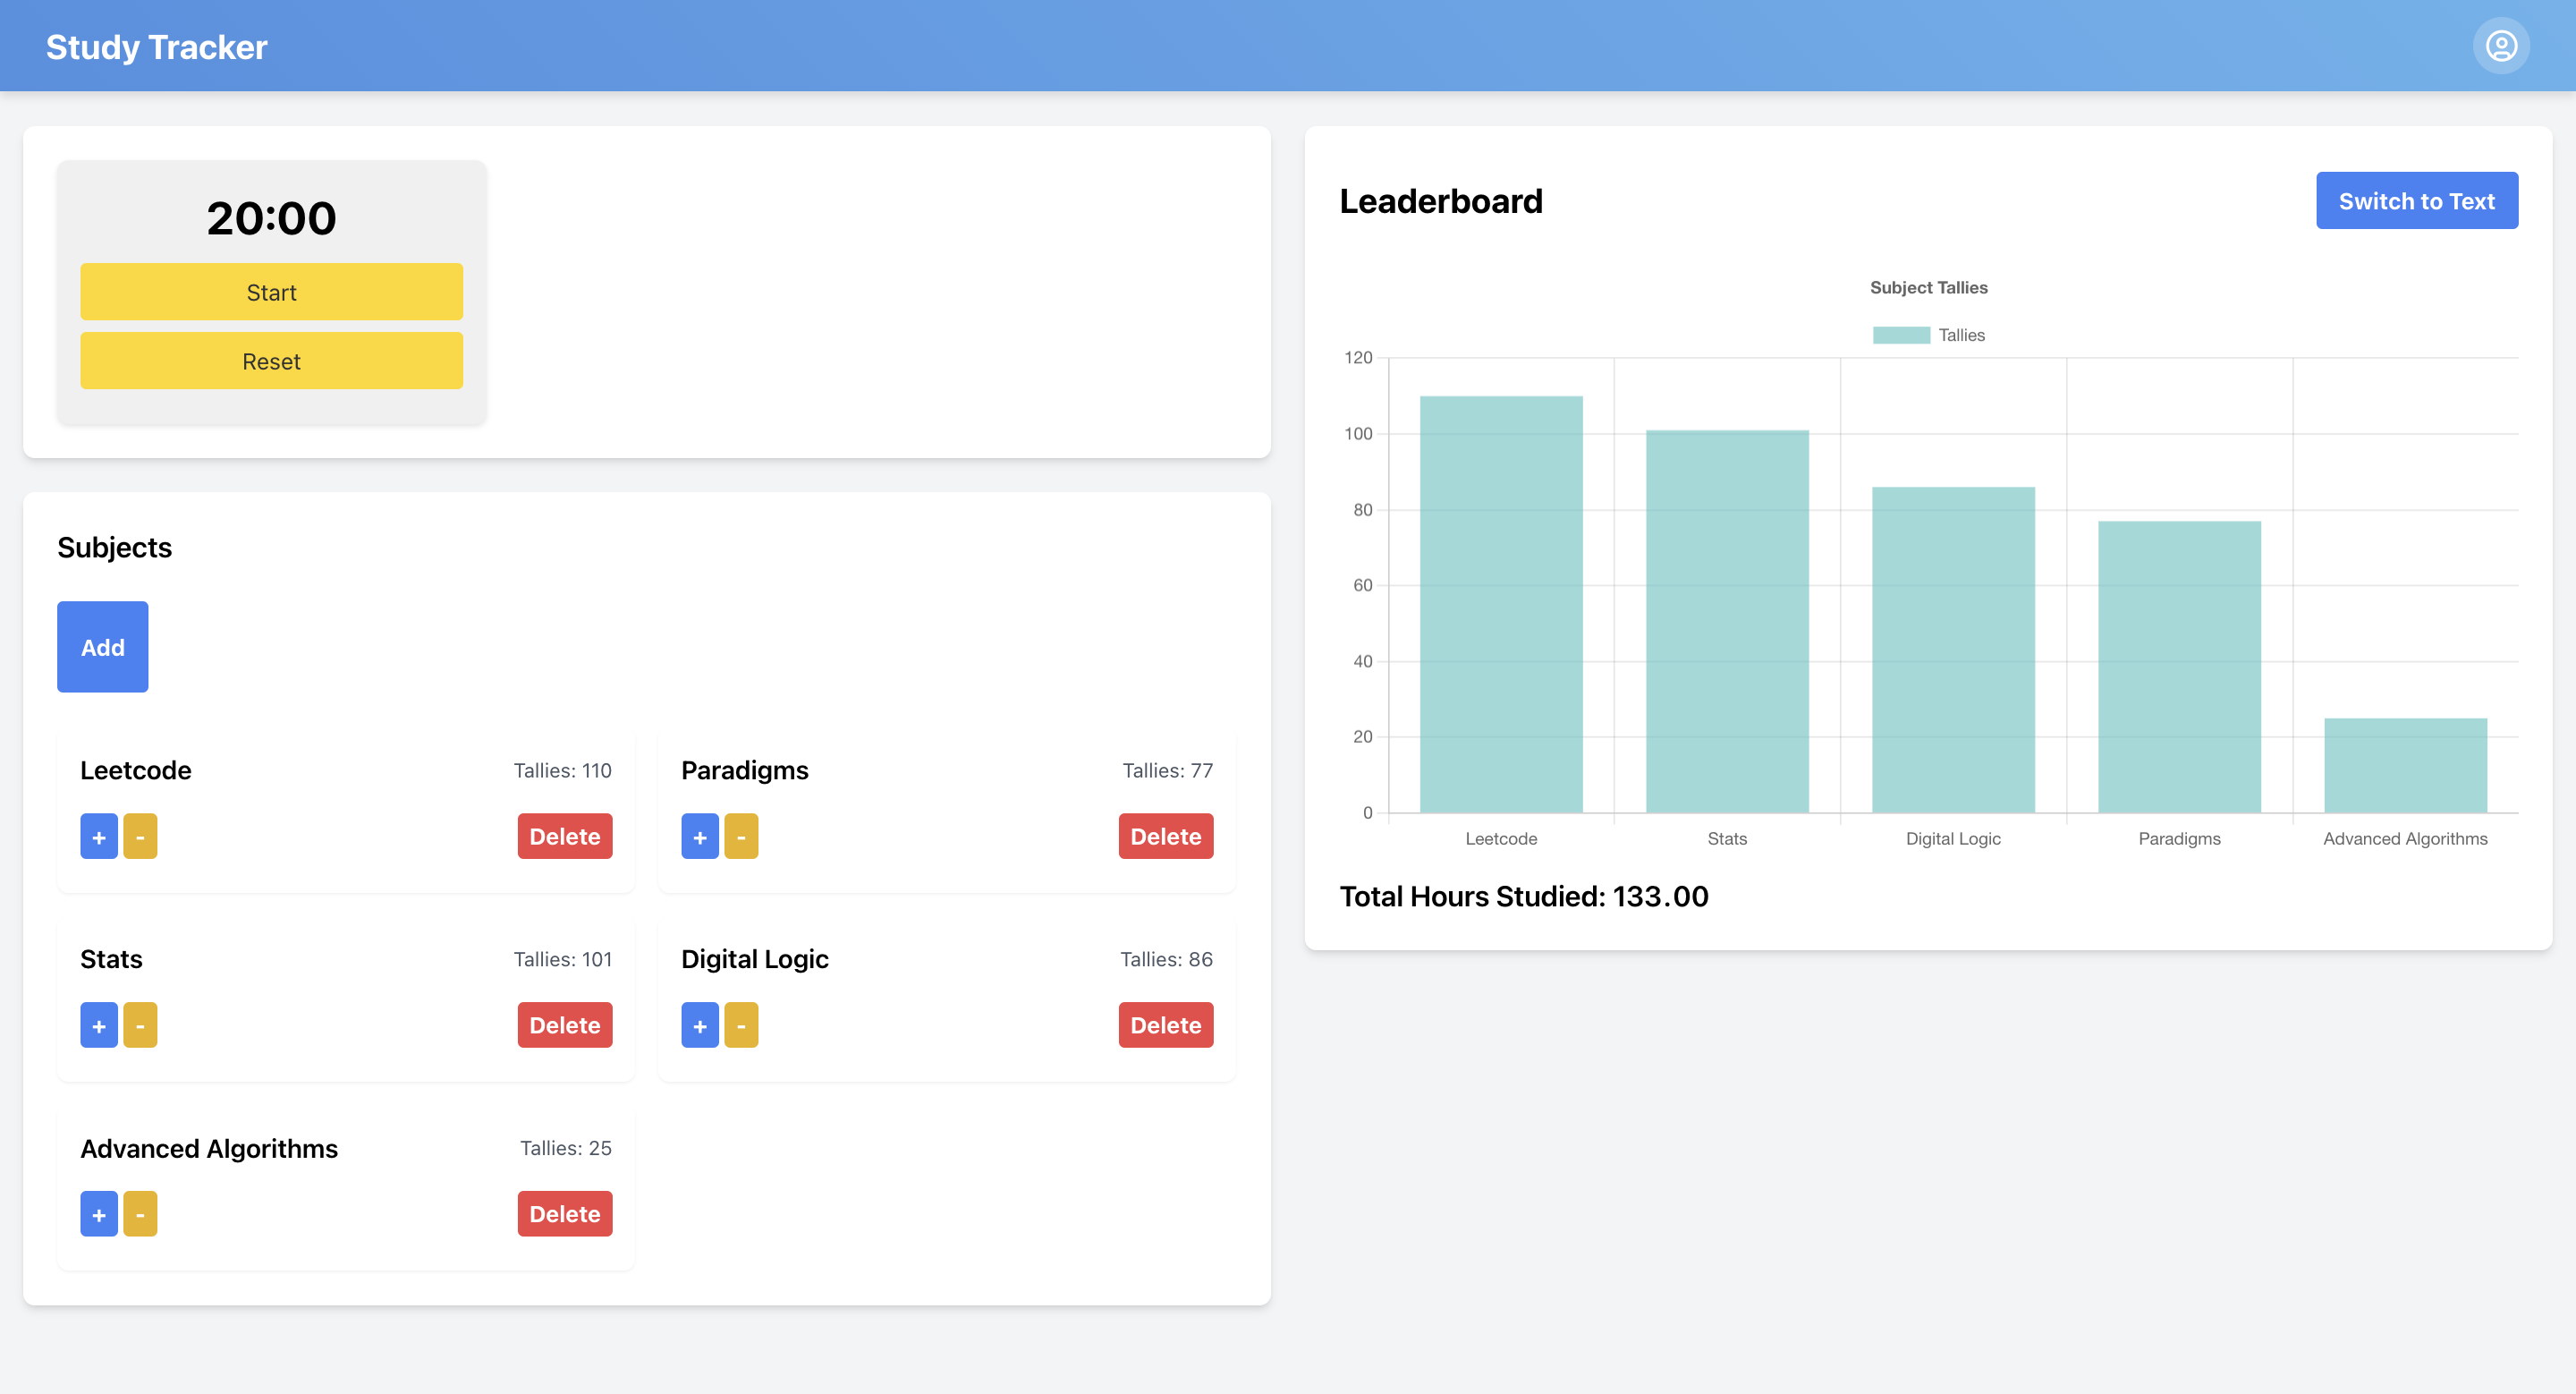 Study Tracker
20:00
Start
Reset
Subjects
Add
Leetcode
Tallies: 110
+ -
Delete
Paradigms
Tallies: 77
+ -
Delete
Stats
Tallies: 101
+ -
Delete
Digital Logic
Tallies: 86
+ -
Delete
Advanced Algorithms
Tallies: 25
+ -
Delete
Leaderboard
Switch to Text
Subject Tallies
Tallies
120
100
80
60
40
20
0
Leetcode Stats Digital Logic Paradigms Advanced Algorithms
Total Hours Studied: 133.00